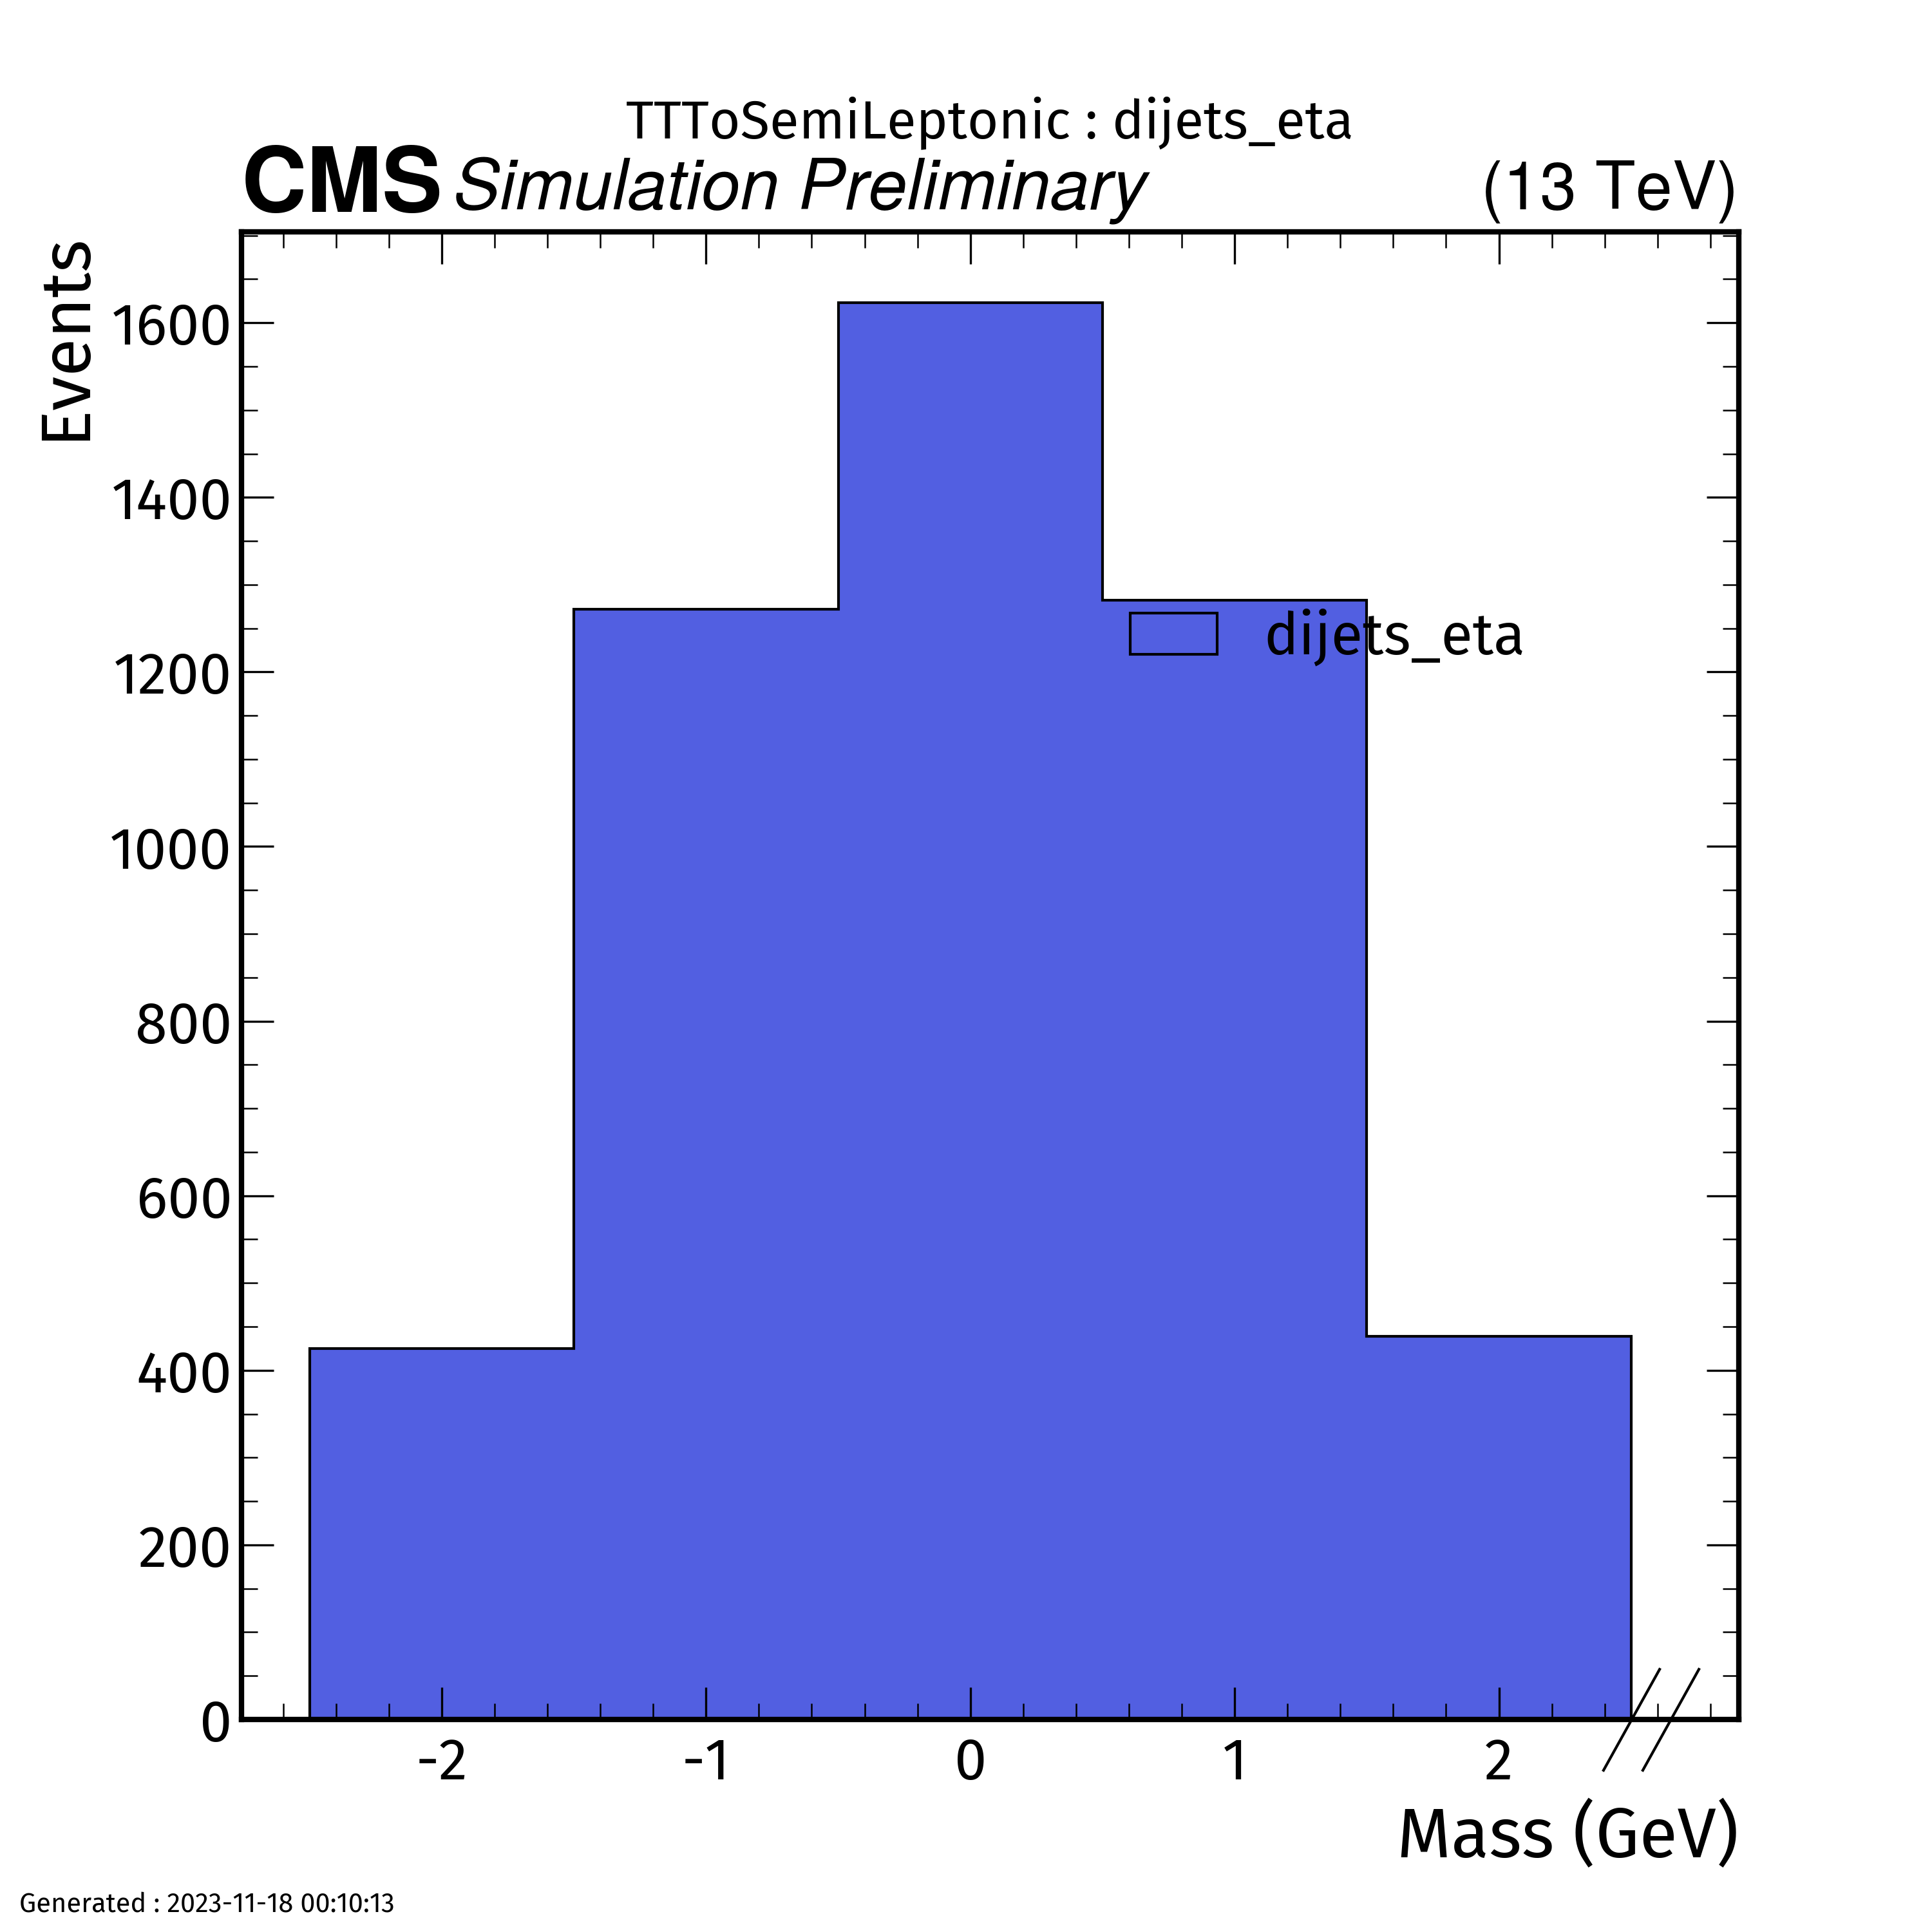 TTToSemiLeptonic : dijets_eta
CMS Simulation Preliminary (13 TeV)
Events
1600
1400
1200
1000
800
600
400
200
0
dijets_eta
-2 -1 0 1 2
Mass (GeV)
Generated : 2023-11-18 00:10:13